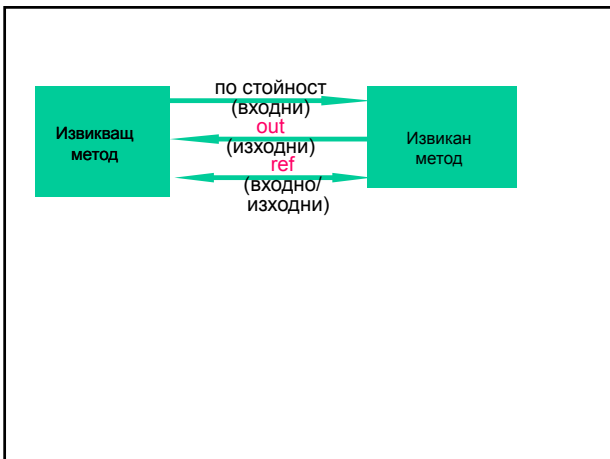 по стойност
(входни)
Извикващ
метод
out
(изходни)
Извикан
метод
ref
(входно/
изходни)